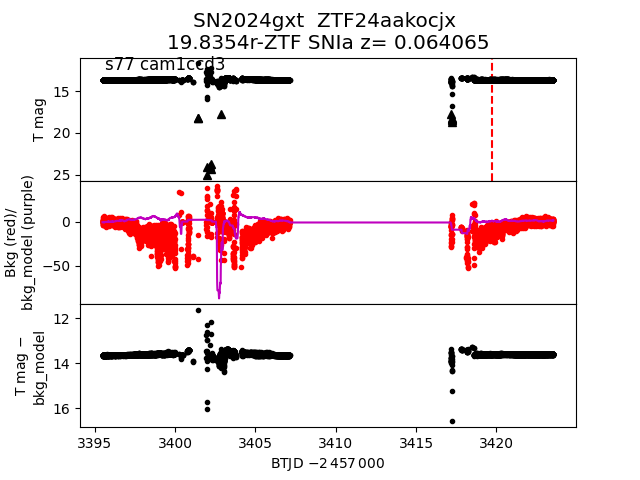 SN2024gxt  ZTF24aakocjx
19.8354r-ZTF SNIa z= 0.064065
s77 cam1ccd3
T mag
15
20
25
Bkg (red)/
bkg_model (purple)
0
−50
T mag −
bkg_model
12
14
16
3395 3400 3405 3410 3415 3420
BTJD −2 457 000